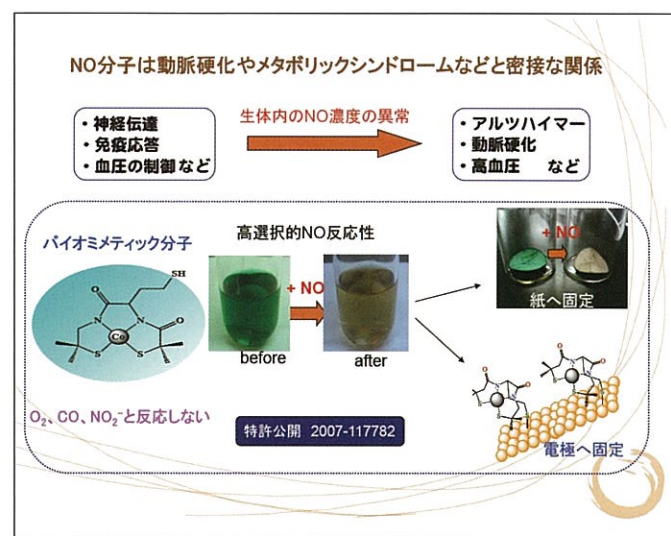 NO分子は動脈硬化やメタボリックシンドロームなどと密接な関係
・神経伝達
・免疫応答
・血圧の制御など
生体内のNO濃度の異常
・アルツハイマー
・動脈硬化
・高血圧 など
バイオミメティック分子
SH
O
N
N
O
Co
S
S
O₂、CO、NO₂⁻と反応しない
高選択的NO反応性
+ NO
before
after
特許公開 2007-117782
+ NO
紙へ固定
電極へ固定